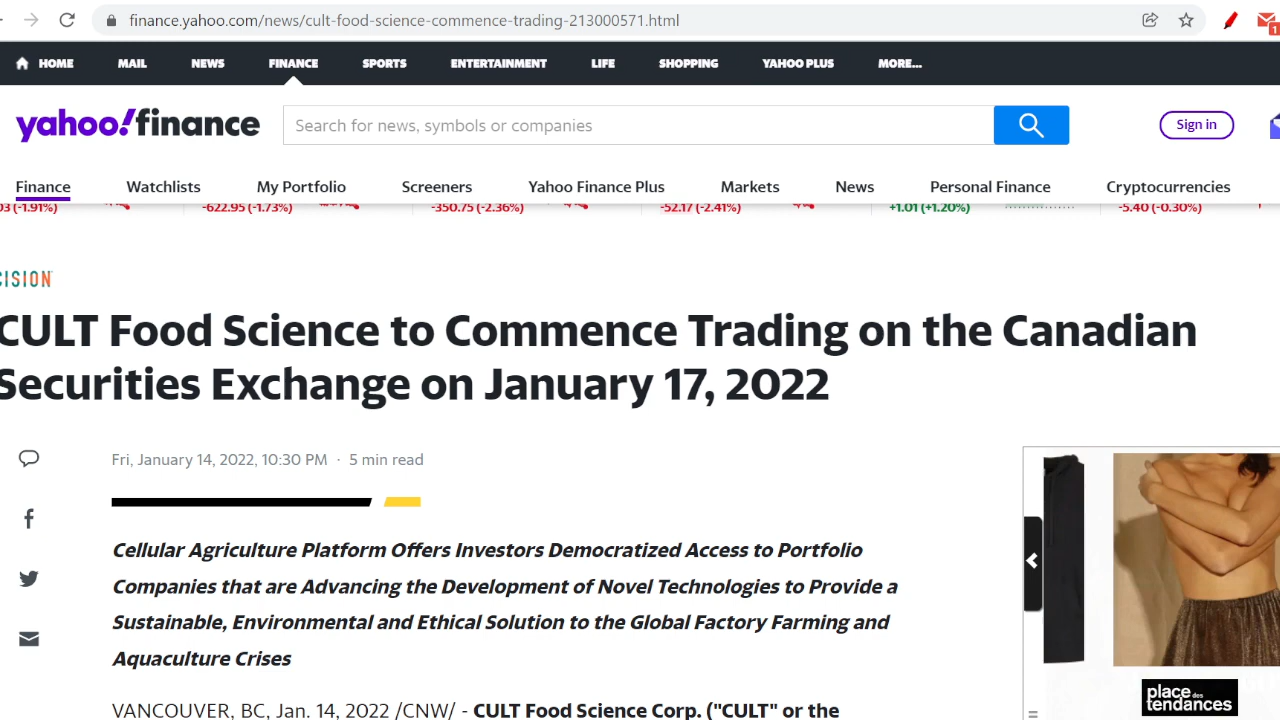 finance.yahoo.com/news/cult-food-science-commence-trading-213000571.html
1
HOME MAIL NEWS FINANCE SPORTS ENTERTAINMENT LIFE SHOPPING YAHOO PLUS MORE...
yahoo!finance Search for news, symbols or companies Sign in
Finance Watchlists My Portfolio Screeners Yahoo Finance Plus Markets News Personal Finance Cryptocurrencies
03 (-1.91%) -622.95 (-1.73%) -350.75 (-2.36%) -52.17 (-2.41%) +1.01 (+1.20%) -5.40 (-0.30%)
CISION
CULT Food Science to Commence Trading on the Canadian
Securities Exchange on January 17, 2022
Fri, January 14, 2022, 10:30 PM · 5 min read
Cellular Agriculture Platform Offers Investors Democratized Access to Portfolio
Companies that are Advancing the Development of Novel Technologies to Provide a
Sustainable, Environmental and Ethical Solution to the Global Factory Farming and
Aquaculture Crises
VANCOUVER, BC, Jan. 14, 2022 /CNW/ - CULT Food Science Corp. ("CULT" or the
place des
tendances